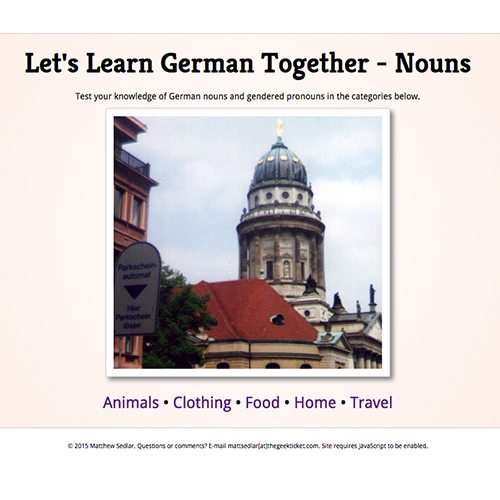 Let's Learn German Together - Nouns
Test your knowledge of German nouns and gendered pronouns in the categories below.
Parkschein-
automat
Hier
Parkschein
lösen
Animals • Clothing • Food • Home • Travel
© 2015 Matthew Sedlar. Questions or comments? E-mail mattsedlar[at]thegeekticket.com. Site requires JavaScript to be enabled.